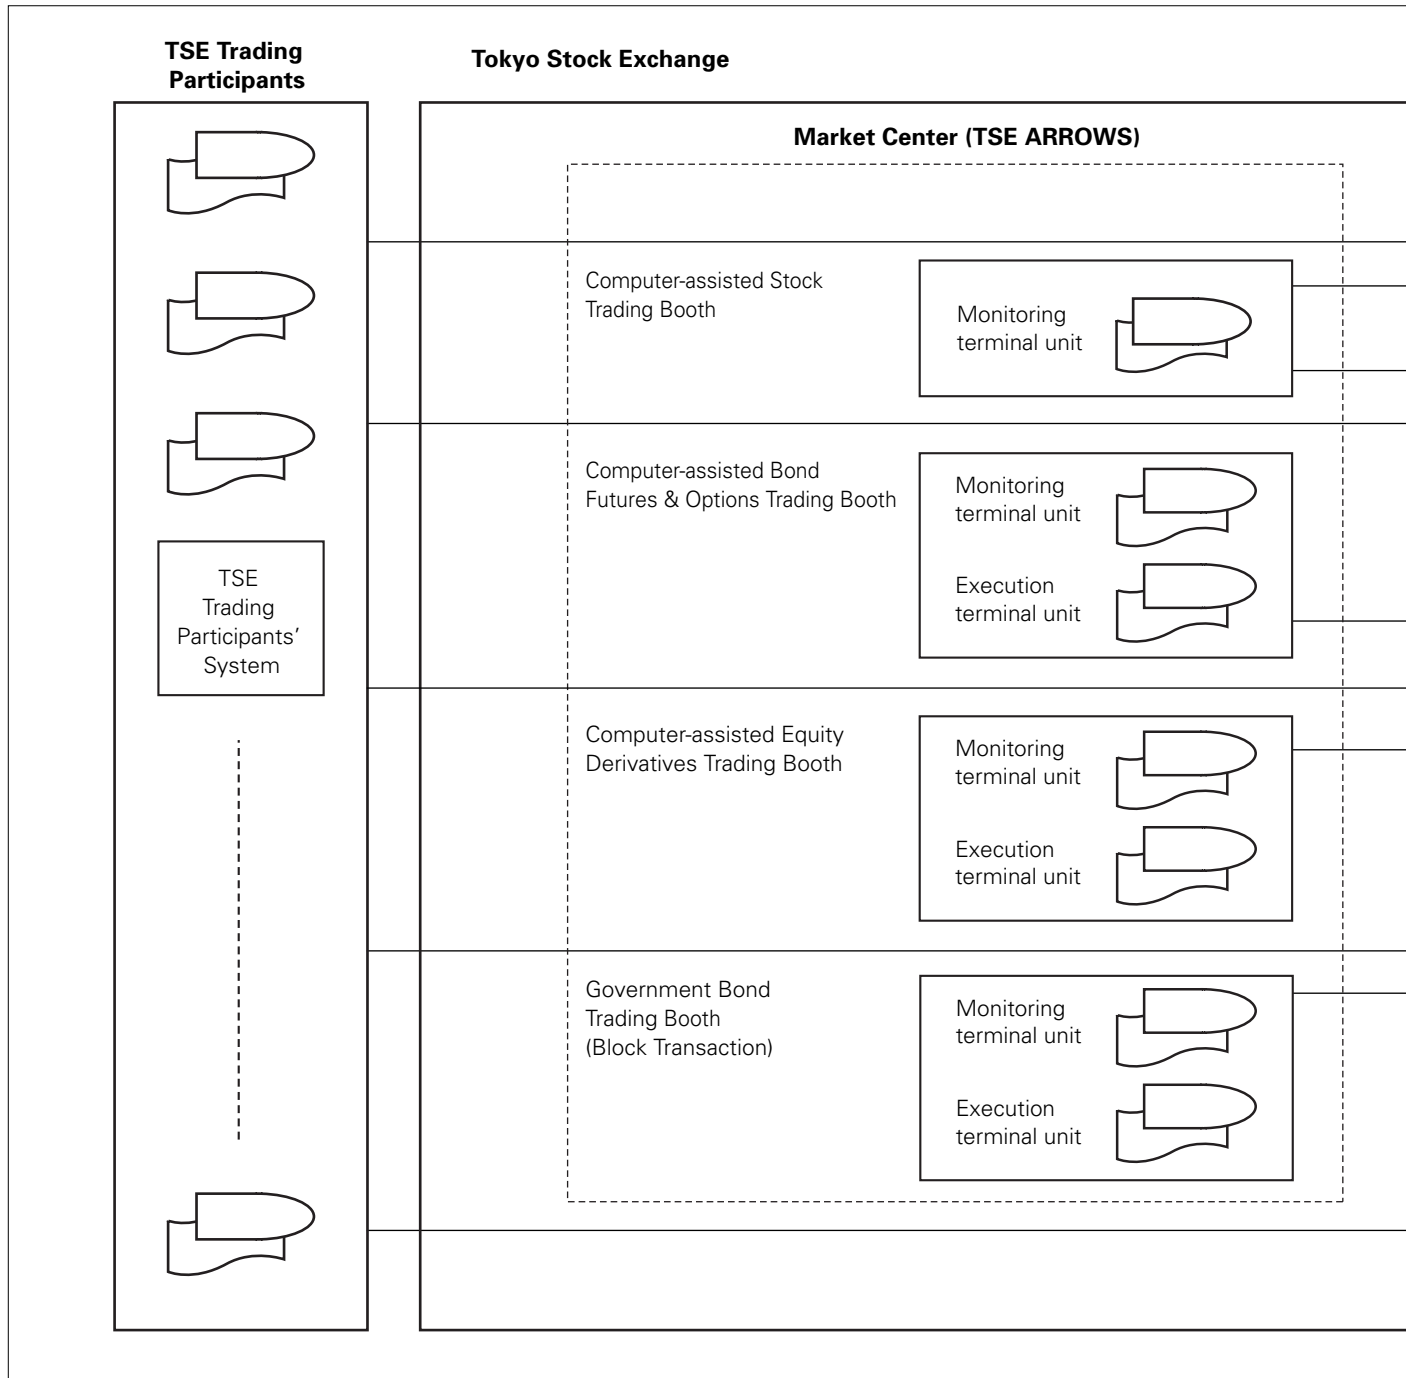 TSE Trading
Participants
Tokyo Stock Exchange
Market Center (TSE ARROWS)
Computer-assisted Stock
Trading Booth
Monitoring
terminal unit
Computer-assisted Bond
Futures & Options Trading Booth
Monitoring
terminal unit
Execution
terminal unit
TSE
Trading
Participants’
System
Computer-assisted Equity
Derivatives Trading Booth
Monitoring
terminal unit
Execution
terminal unit
Government Bond
Trading Booth
(Block Transaction)
Monitoring
terminal unit
Execution
terminal unit